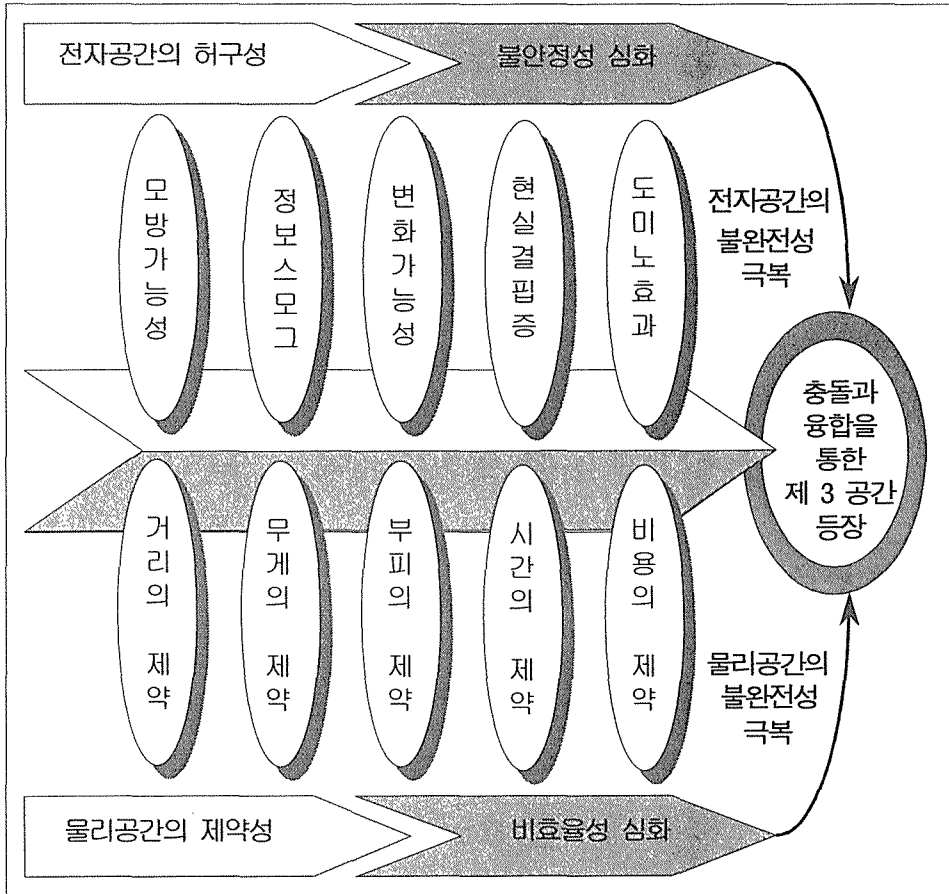 전자공간의 허구성
불안정성 심화
모방가능성
정보스모그
변화가능성
현실결핍증
도미노효과
전자공간의
불완전성
극복
충돌과
융합을
통한
제 3 공간
등장
거리의 제약
무게의 제약
부피의 제약
시간의 제약
비용의 제약
물리공간의
불완전성
극복
물리공간의 제약성
비효율성 심화